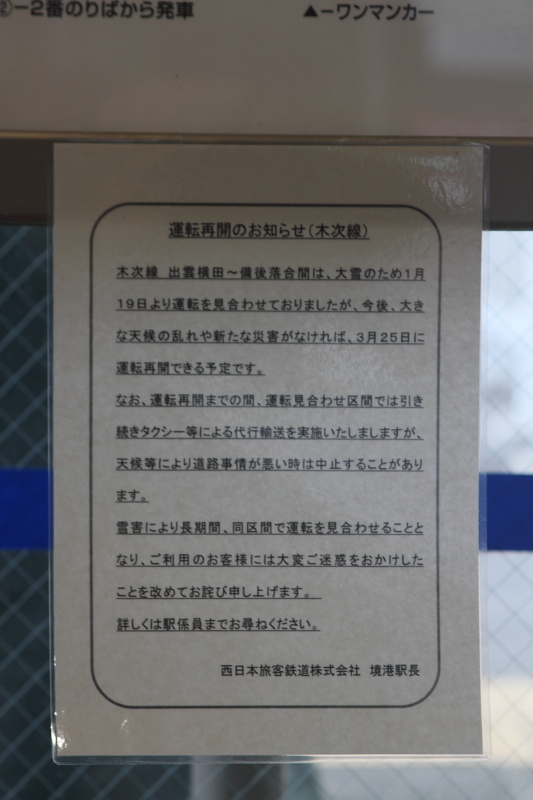 ②－2番のりばから発車
▲－ワンマンカー
運転再開のお知らせ（木次線）
木次線 出雲横田～備後落合間は、大雪のため1月
19日より運転を見合わせておりましたが、今後、大き
な天候の乱れや新たな災害がなければ、3月25日に
運転再開できる予定です。
なお、運転再開までの間、運転見合わせ区間では引き
続きタクシー等による代行輸送を実施いたしましますが、
天候等により道路事情が悪い時は中止することがあり
ます。
雪害により長期間、同区間で運転を見合わせることと
なり、ご利用のお客様には大変ご迷惑をおかけした
ことを改めてお詫び申し上げます。
詳しくは駅係員までお尋ねください。
西日本旅客鉄道株式会社 境港駅長